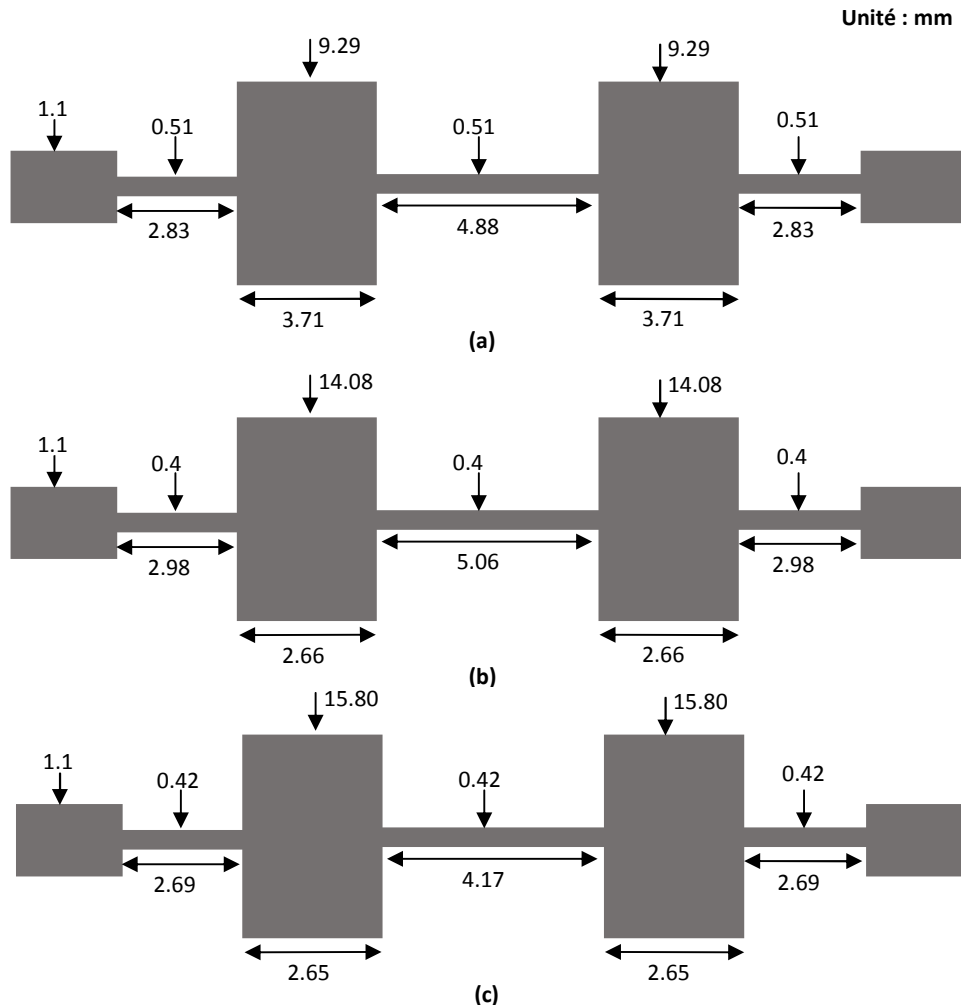 Unité : mm
9.29 9.29
1.1 0.51 0.51 0.51
2.83 4.88 2.83
3.71 3.71
(a)
14.08 14.08
1.1 0.4 0.4 0.4
2.98 5.06 2.98
2.66 2.66
(b)
15.80 15.80
1.1 0.42 0.42 0.42
2.69 4.17 2.69
2.65 2.65
(c)